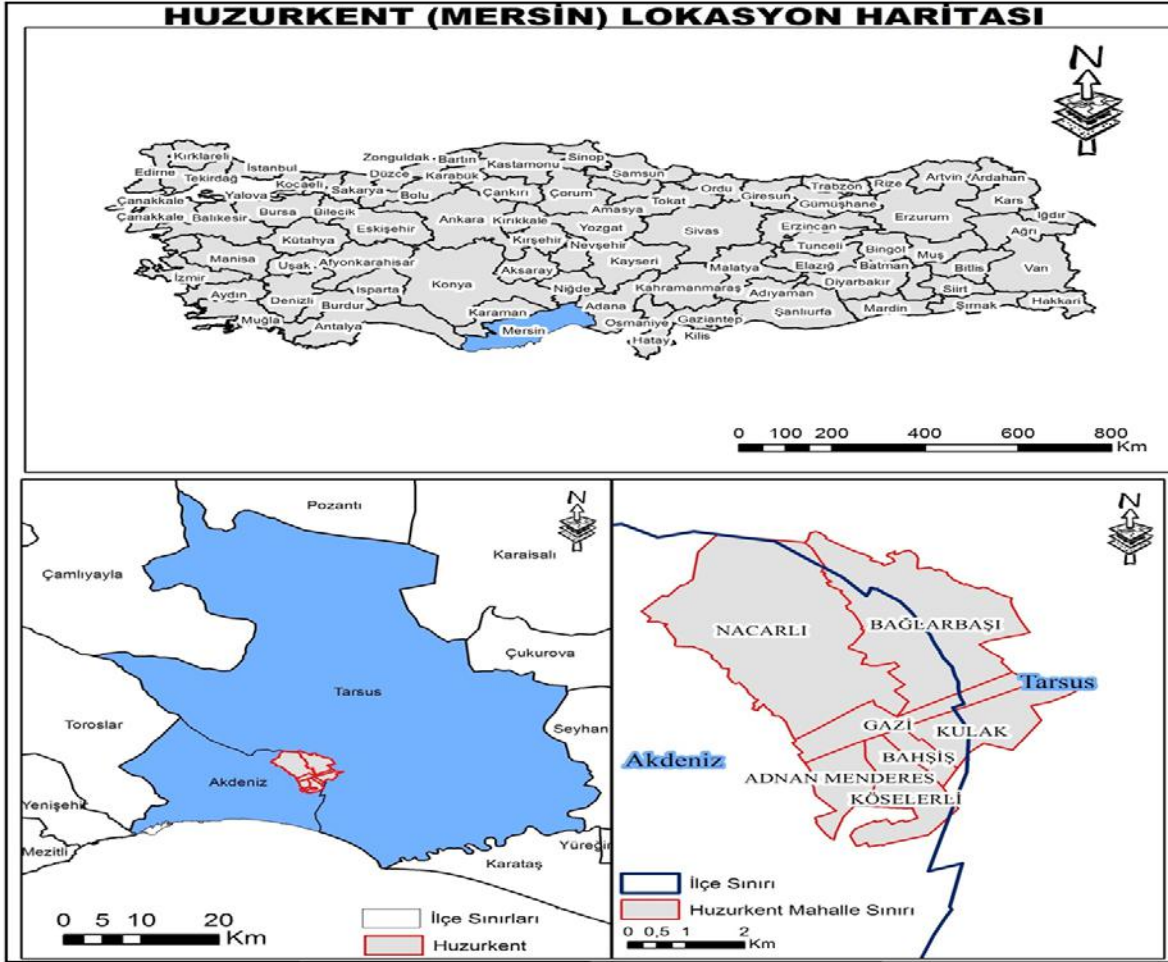 HUZURKENT (MERSİN) LOKASYON HARİTASI
N
Kırklareli
Edirne
Tekirdağ
İstanbul
Zonguldak
Bartın
Kastamonu
Sinop
Samsun
Düzce
Karabük
Kocaeli
Sakarya
Bolu
Çankırı
Çorum
Yalova
Çanakkale
Çanakkale
Balıkesir
Bursa
Bilecik
Ankara
Kırıkkale
Amasya
Tokat
Ordu
Giresun
Trabzon
Rize
Artvin
Ardahan
Gümüşhane
Kars
Iğdır
Erzurum
Ağrı
Eskişehir
Yozgat
Sivas
Erzincan
Kütahya
Kırşehir
Nevşehir
Tunceli
Bingöl
Muş
Manisa
Uşak
Afyonkarahisar
Aksaray
Kayseri
Malatya
Elazığ
Batman
Bitlis
Van
İzmir
Isparta
Konya
Niğde
Kahramanmaraş
Adıyaman
Diyarbakır
Siirt
Aydın
Denizli
Burdur
Karaman
Adana
Osmaniye
Gaziantep
Şanlıurfa
Mardin
Şırnak
Hakkari
Muğla
Antalya
Mersin
Hatay
Kilis
0 100 200 400 600 800
Km
Pozantı
N
Karaisalı
Çamlıyayla
Çukurova
Tarsus
Seyhan
Toroslar
Akdeniz
Yenişehir
Mezitli
Yüreğir
Karataş
0 5 10 20
Km
İlçe Sınırları
Huzurkent
N
NACARLI
BAĞLARBAŞI
Tarsus
GAZİ
KULAK
Akdeniz
BAHŞİŞ
ADNAN MENDERES
KÖSELERLİ
İlçe Sınırı
Huzurkent Mahalle Sınırı
0 0,5 1 2
Km